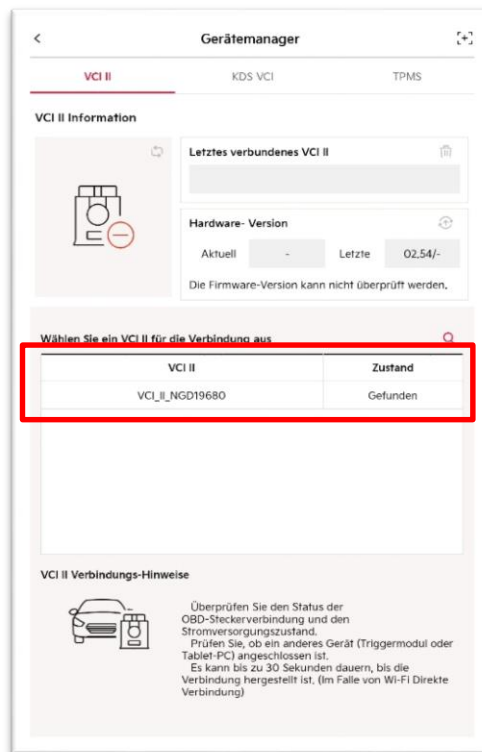 Gerätemanager
VCI II KDS VCI TPMS
VCI II Information
Letztes verbundenes VCI II
Hardware- Version
Aktuell - Letzte 02.54/-
Die Firmware-Version kann nicht überprüft werden.
Wählen Sie ein VCI II für die Verbindung aus
VCI II Zustand
VCI_II_NGD19680 Gefunden
VCI II Verbindungs-Hinweise
Überprüfen Sie den Status der
OBD-Steckerverbindung und den
Stromversorgungszustand.
Prüfen Sie, ob ein anderes Gerät (Triggermodul oder
Tablet-PC) angeschlossen ist.
Es kann bis zu 30 Sekunden dauern, bis die
Verbindung hergestellt ist. (Im Falle von Wi-Fi Direkte
Verbindung)